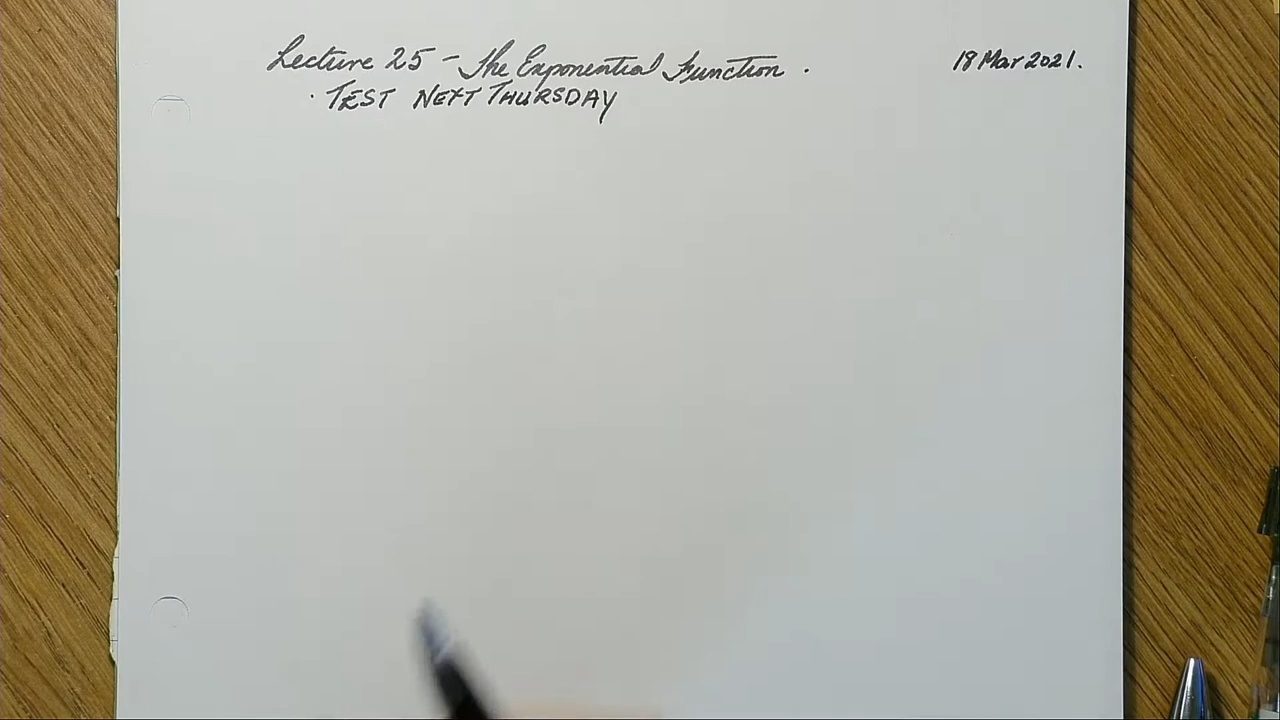 Lecture 25 - The Exponential Function. 18 Mar 2021.
· TEST NEXT THURSDAY